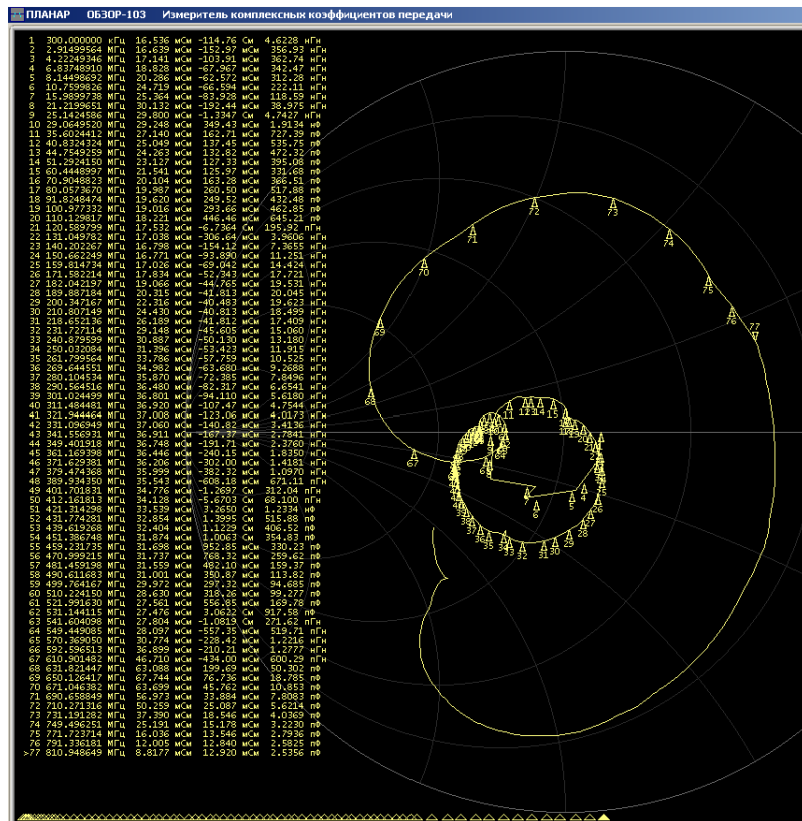 ПЛАНАР ОБЗОР-103 Измеритель комплексных коэффициентов передачи
1 300.000000 кГц 16.536 мСм -114.76 См 4.6228 нГн
2 2.91499564 МГц 16.639 мСм -152.97 мСм 356.93 нГн
3 4.22249346 МГц 17.141 мСм -103.91 мСм 362.74 нГн
4 6.83748910 МГц 18.828 мСм -67.967 мСм 342.47 нГн
5 8.14498692 МГц 20.286 мСм -62.572 мСм 312.28 нГн
6 10.7599826 МГц 24.719 мСм -66.594 мСм 222.11 нГн
7 15.9899738 МГц 25.364 мСм -83.928 мСм 118.59 нГн
8 21.2199651 МГц 30.132 мСм -192.44 мСм 38.975 нГн
9 25.1424586 МГц 29.800 мСм -1.3347 См 4.7427 нГн
10 29.0649520 МГц 29.248 мСм 349.43 мСм 1.9134 нФ
11 35.6024412 МГц 27.140 мСм 162.71 мСм 727.39 пФ
12 40.8324324 МГц 25.049 мСм 137.45 мСм 535.75 пФ
13 44.7549259 МГц 24.263 мСм 132.82 мСм 472.32 пФ
14 51.2924150 МГц 23.127 мСм 127.33 мСм 395.08 пФ
15 60.4448997 МГц 21.541 мСм 125.97 мСм 331.68 пФ
16 70.9048823 МГц 20.104 мСм 163.28 мСм 366.51 пФ
17 80.0573670 МГц 19.987 мСм 260.50 мСм 517.88 пФ
18 91.8248474 МГц 19.620 мСм 249.52 мСм 432.48 пФ
19 100.977332 МГц 19.016 мСм 293.66 мСм 462.85 пФ
20 110.129817 МГц 18.221 мСм 446.46 мСм 645.21 пФ
21 120.589799 МГц 17.532 мСм -6.7364 См 195.92 пГн
22 131.049782 МГц 17.038 мСм -306.64 мСм 3.9606 нГн
23 140.202267 МГц 16.798 мСм -154.12 мСм 7.3655 нГн
24 150.662249 МГц 16.771 мСм -93.890 мСм 11.251 нГн
25 159.814734 МГц 17.026 мСм -69.042 мСм 14.424 нГн
26 171.582214 МГц 17.834 мСм -52.343 мСм 17.721 нГн
27 182.042197 МГц 19.066 мСм -44.765 мСм 19.531 нГн
28 189.887184 МГц 20.315 мСм -41.813 мСм 20.045 нГн
29 200.347167 МГц 22.316 мСм -40.483 мСм 19.623 нГн
30 210.807149 МГц 24.430 мСм -40.813 мСм 18.499 нГн
31 218.652136 МГц 26.189 мСм -41.812 мСм 17.409 нГн
32 231.727114 МГц 29.148 мСм -45.605 мСм 15.060 нГн
33 240.879599 МГц 30.887 мСм -50.130 мСм 13.180 нГн
34 250.032084 МГц 31.396 мСм -53.423 мСм 11.915 нГн
35 261.799564 МГц 33.786 мСм -57.759 мСм 10.525 нГн
36 269.644551 МГц 34.982 мСм -63.680 мСм 9.2688 нГн
37 280.104534 МГц 35.870 мСм -72.385 мСм 7.8496 нГн
38 290.564516 МГц 36.480 мСм -82.317 мСм 6.6541 нГн
39 301.024499 МГц 36.801 мСм -94.110 мСм 5.6180 нГн
40 311.484481 МГц 36.920 мСм -107.47 мСм 4.7544 нГн
41 321.944464 МГц 37.008 мСм -123.06 мСм 4.0173 нГн
42 331.096949 МГц 37.060 мСм -140.82 мСм 3.4136 нГн
43 341.556931 МГц 36.911 мСм -167.37 мСм 2.7841 нГн
44 349.401918 МГц 36.748 мСм -191.71 мСм 2.3760 нГн
45 361.169398 МГц 36.446 мСм -240.15 мСм 1.8350 нГн
46 371.629381 МГц 36.206 мСм -302.00 мСм 1.4181 нГн
47 379.474368 МГц 35.999 мСм -382.32 мСм 1.0970 нГн
48 389.934350 МГц 35.543 мСм -608.18 мСм 671.11 пГн
49 401.701831 МГц 34.776 мСм -1.2697 См 312.04 пГн
50 412.161813 МГц 34.128 мСм -5.6703 См 68.100 пГн
51 421.314298 МГц 33.539 мСм 3.2650 См 1.2334 нФ
52 431.774281 МГц 32.854 мСм 1.3995 См 515.88 пФ
53 439.619268 МГц 32.404 мСм 1.1229 См 406.52 пФ
54 451.386748 МГц 31.874 мСм 1.0063 См 354.83 пФ
55 459.231735 МГц 31.698 мСм 952.85 мСм 330.23 пФ
56 470.999215 МГц 31.737 мСм 768.32 мСм 259.62 пФ
57 481.459198 МГц 31.559 мСм 482.10 мСм 159.37 пФ
58 490.611683 МГц 31.001 мСм 350.87 мСм 113.82 пФ
59 499.764167 МГц 29.972 мСм 297.32 мСм 94.685 пФ
60 510.224150 МГц 28.630 мСм 318.26 мСм 99.277 пФ
61 521.991630 МГц 27.561 мСм 556.85 мСм 169.78 пФ
62 531.144115 МГц 27.476 мСм 3.0622 См 917.58 пФ
63 541.604098 МГц 27.804 мСм -1.0819 См 271.62 пГн
64 549.449085 МГц 28.097 мСм -557.35 мСм 519.71 пГн
65 570.369050 МГц 30.774 мСм -228.42 мСм 1.2216 нГн
66 592.596513 МГц 36.899 мСм -210.21 мСм 1.2777 нГн
67 610.901482 МГц 46.710 мСм -434.00 мСм 600.29 пГн
68 631.821447 МГц 63.088 мСм 199.69 мСм 50.302 пФ
69 650.126417 МГц 67.744 мСм 76.736 мСм 18.785 пФ
70 671.046382 МГц 63.699 мСм 45.762 мСм 10.853 пФ
71 690.658849 МГц 56.973 мСм 33.884 мСм 7.8083 пФ
72 710.271316 МГц 50.259 мСм 25.087 мСм 5.6214 пФ
73 731.191282 МГц 37.390 мСм 18.546 мСм 4.0369 пФ
74 749.496251 МГц 25.191 мСм 15.178 мСм 3.2230 пФ
75 771.723714 МГц 16.036 мСм 13.546 мСм 2.7936 пФ
76 791.336181 МГц 12.005 мСм 12.840 мСм 2.5825 пФ
>77 810.948649 МГц 8.8177 мСм 12.920 мСм 2.5356 пФ
72
73
71
74
70
75
76
77
69
68
67
11
12
13
14
15
7
6
5
4
27
28
29
30
31
32
33
34
35
36
37
38